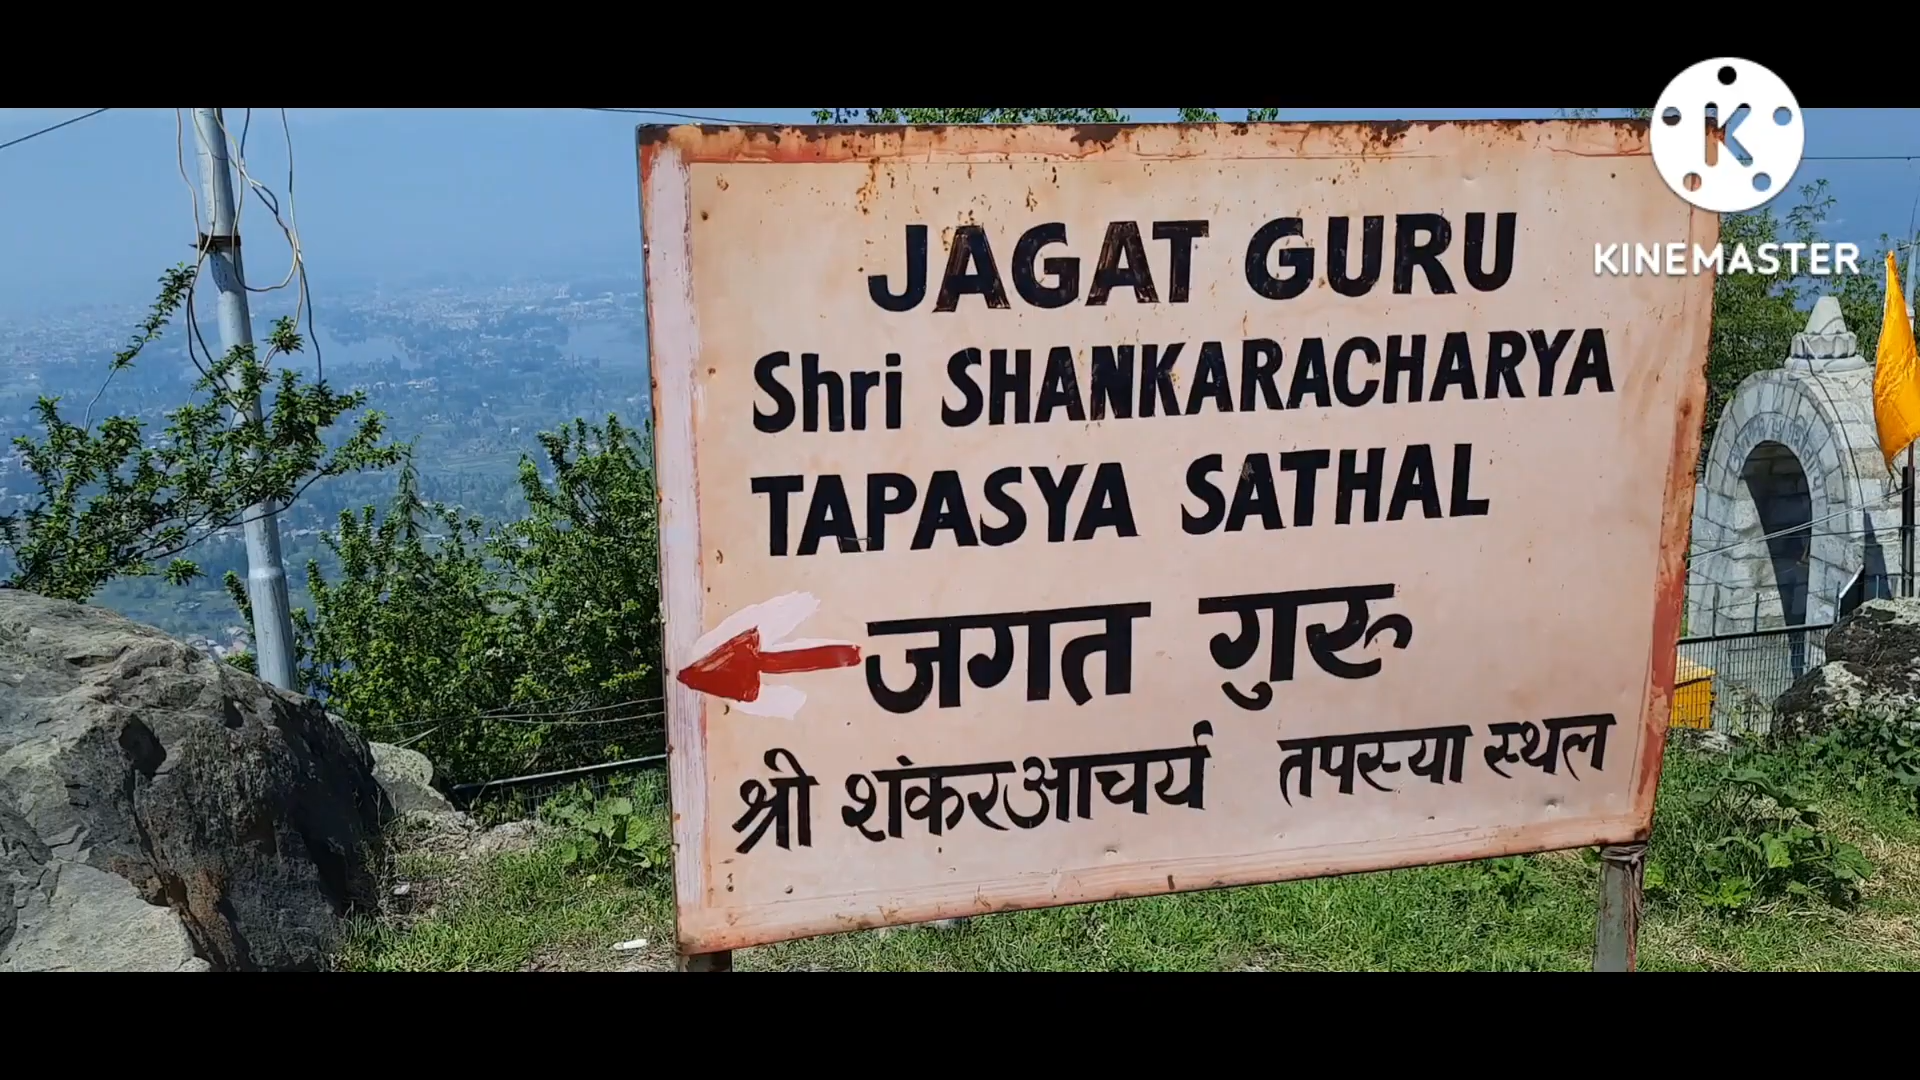 JAGAT GURU
Shri SHANKARACHARYA
TAPASYA SATHAL
जगत गुरु
श्री शंकरआचर्य तपस्या स्थल
KINEMASTER